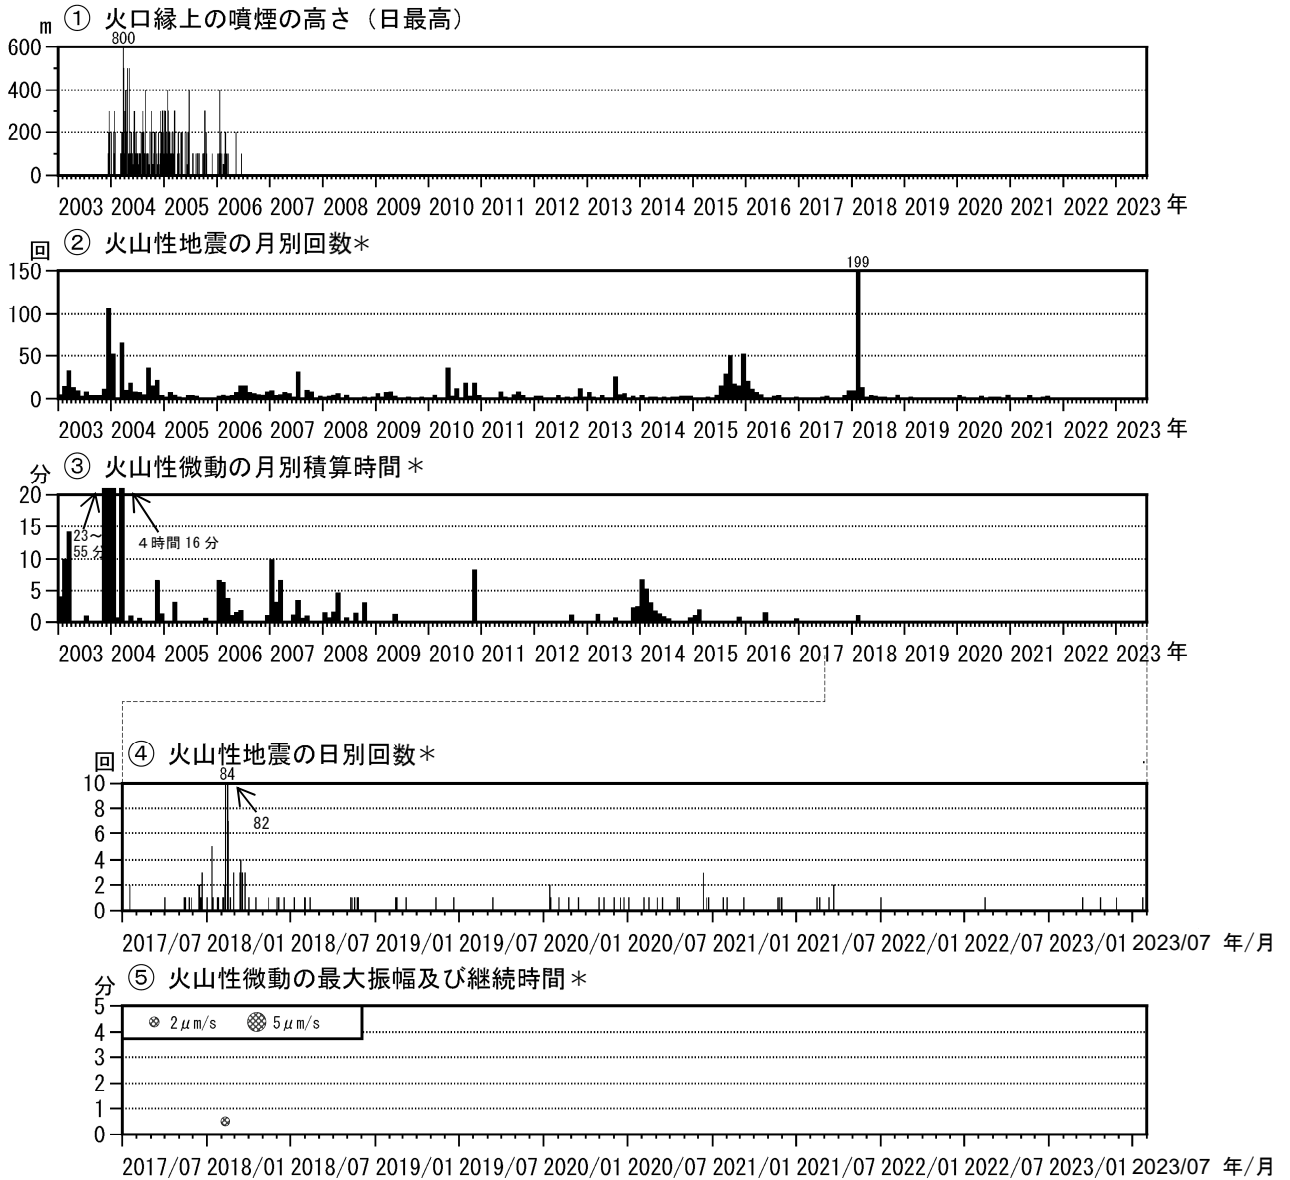 ① 火口縁上の噴煙の高さ（日最高）
m
800
600
400
200
0
2003 2004 2005 2006 2007 2008 2009 2010 2011 2012 2013 2014 2015 2016 2017 2018 2019 2020 2021 2022 2023 年
② 火山性地震の月別回数＊
回
199
150
100
50
0
2003 2004 2005 2006 2007 2008 2009 2010 2011 2012 2013 2014 2015 2016 2017 2018 2019 2020 2021 2022 2023 年
③ 火山性微動の月別積算時間＊
分
20
15
10
5
0
23～
55 分
４時間 16 分
2003 2004 2005 2006 2007 2008 2009 2010 2011 2012 2013 2014 2015 2016 2017 2018 2019 2020 2021 2022 2023 年
④ 火山性地震の日別回数＊
回
84
82
10
8
6
4
2
0
2017/07 2018/01 2018/07 2019/01 2019/07 2020/01 2020/07 2021/01 2021/07 2022/01 2022/07 2023/01 2023/07 年/月
⑤ 火山性微動の最大振幅及び継続時間＊
分
2μm/s 5μm/s
5
4
3
2
1
0
2017/07 2018/01 2018/07 2019/01 2019/07 2020/01 2020/07 2021/01 2021/07 2022/01 2022/07 2023/01 2023/07 年/月